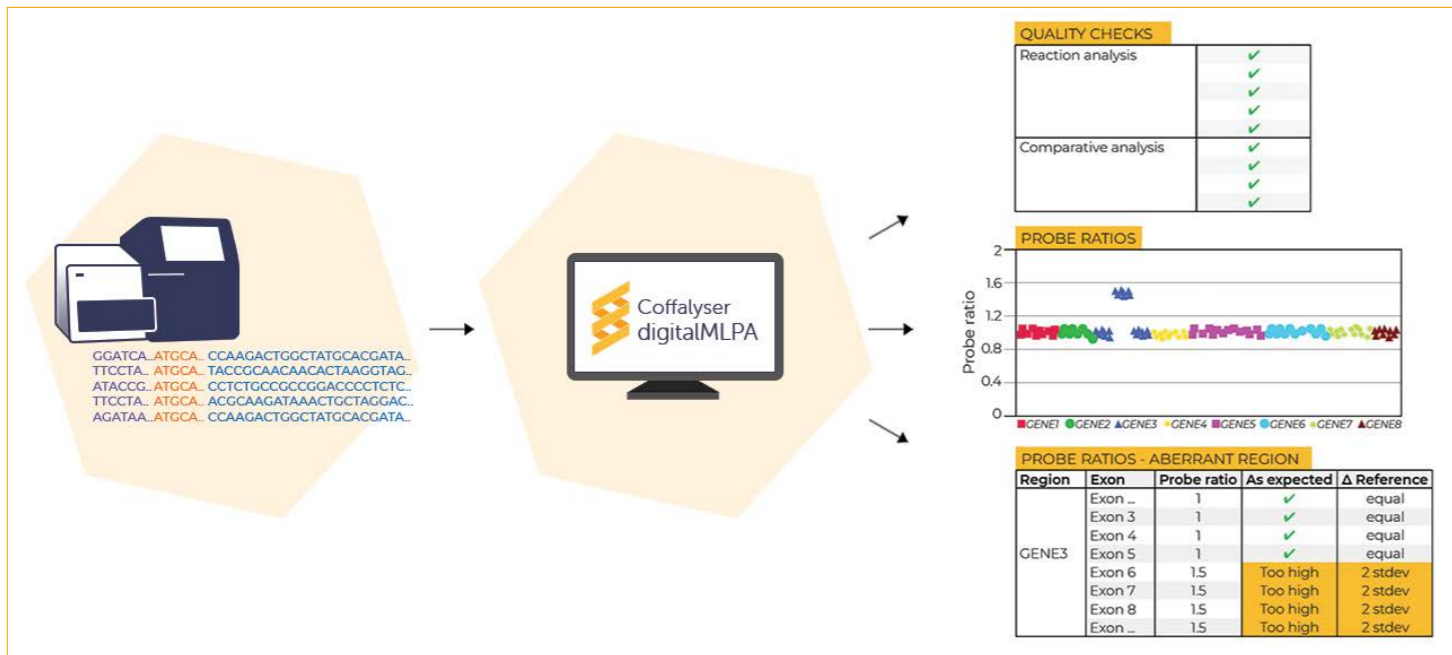 GGATCA..ATGCA.. CCAAGACTGGCTATGCACGATA..
TTCCTA..ATGCA.. TACCGCAACAACACTAAGGTAG..
ATACCG..ATGCA.. CCTCTGCCGCCGGACCCCTCTC..
TTCCTA..ATGCA.. ACGCAAGATAAACTGCTAGGAC..
AGATAA..ATGCA.. CCAAGACTGGCTATGCACGATA..
Coffalyser
digitalMLPA
QUALITY CHECKS
Reaction analysis ✓
✓
✓
✓
✓
Comparative analysis ✓
✓
✓
✓
PROBE RATIOS
Probe ratio
2
1.6
1.2
0.8
0.4
0
GENE1 GENE2 GENE3 GENE4 GENE5 GENE6 GENE7 GENE8
PROBE RATIOS - ABERRANT REGION
Region Exon Probe ratio As expected Δ Reference
Exon .. 1 ✓ equal
Exon 3 1 ✓ equal
Exon 4 1 ✓ equal
GENE3 Exon 5 1 ✓ equal
Exon 6 1.5 Too high 2 stdev
Exon 7 1.5 Too high 2 stdev
Exon 8 1.5 Too high 2 stdev
Exon .. 1.5 Too high 2 stdev